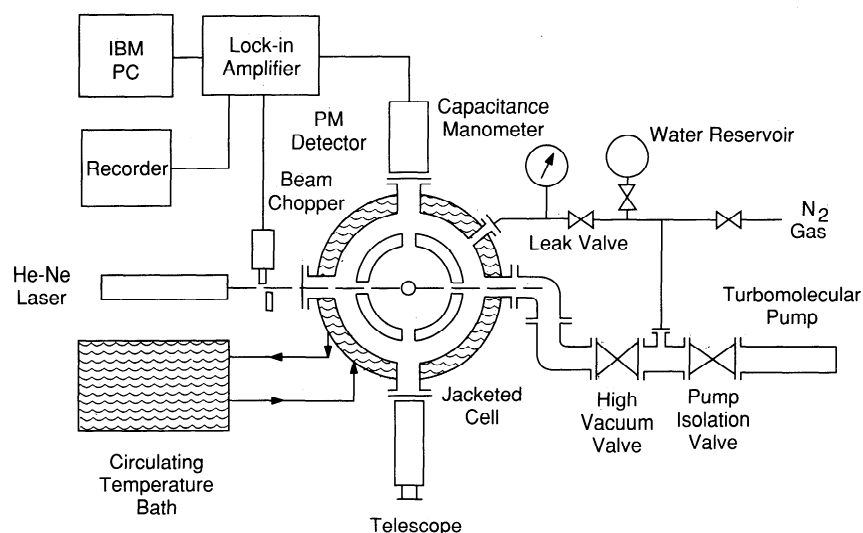 IBM
PC
Lock-in
Amplifier
Recorder
PM
Detector
Capacitance
Manometer
Beam
Chopper
Water Reservoir
N2
Gas
Leak Valve
He-Ne
Laser
Turbomolecular
Pump
Jacketed
Cell
High
Vacuum
Valve
Pump
Isolation
Valve
Circulating
Temperature
Bath
Telescope